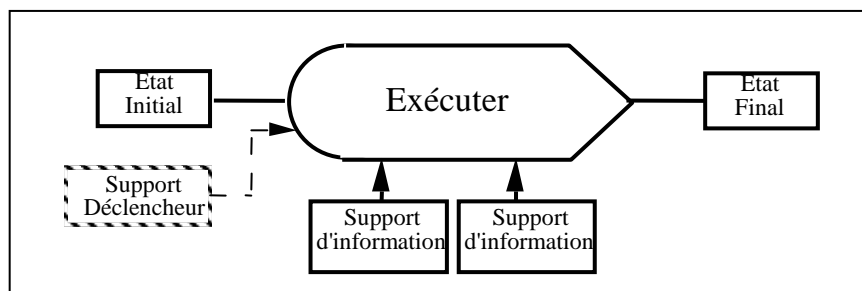 Etat
Initial
Exécuter
Etat
Final
Support
Déclencheur
Support
d'information
Support
d'information